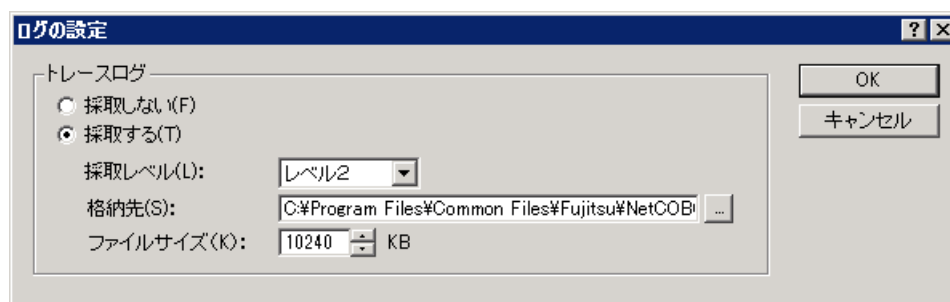 ログの設定
トレースログ
採取しない(F)
採取する(T)
採取レベル(L):
レベル2
格納先(S):
C:¥Program Files¥Common Files¥Fujitsu¥
...
ファイルサイズ(K):
10240
KB
OK
キャンセル